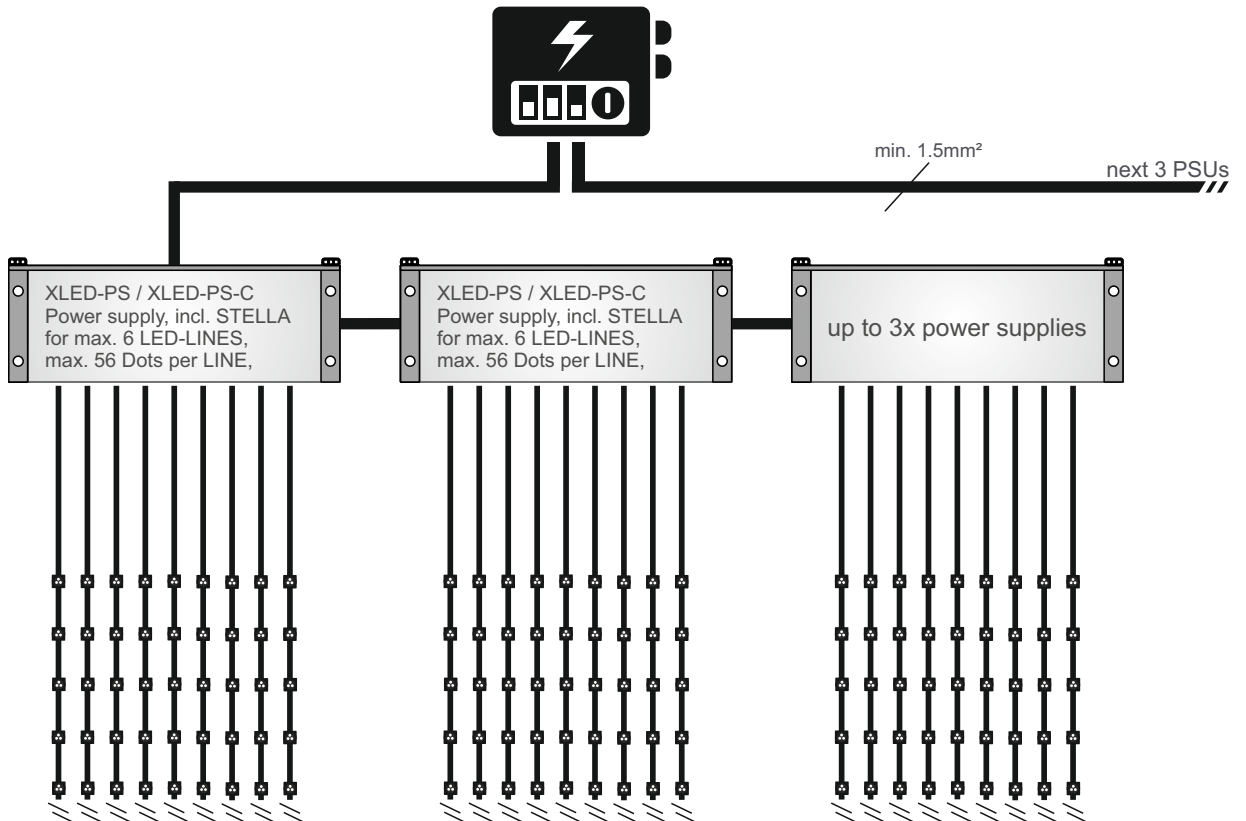 min. 1.5mm²
next 3 PSUs
XLED-PS / XLED-PS-C
Power supply, incl. STELLA
for max. 6 LED-LINES,
max. 56 Dots per LINE,
XLED-PS / XLED-PS-C
Power supply, incl. STELLA
for max. 6 LED-LINES,
max. 56 Dots per LINE,
up to 3x power supplies